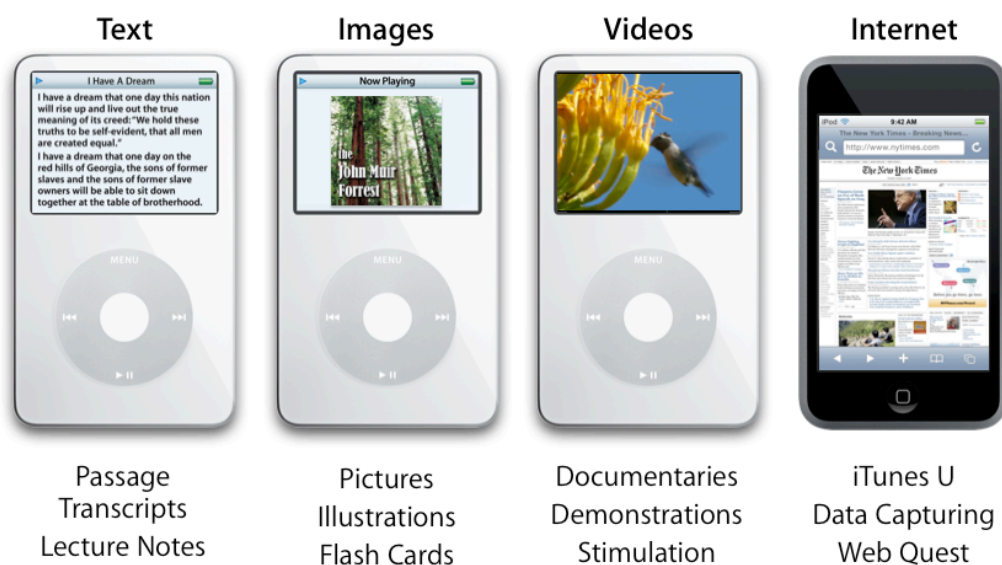 Text
Images
Videos
Internet
I Have A Dream
I have a dream that one day this nation
will rise up and live out the true
meaning of its creed: "We hold these
truths to be self-evident, that all men
are created equal."
I have a dream that one day on the
red hills of Georgia, the sons of former
slaves and the sons of former slave
owners will be able to sit down
together at the table of brotherhood.
MENU
Now Playing
the
John Muir
Forrest
MENU
MENU
iPod 9:42 AM
The New York Times - Breaking News...
http://www.nytimes.com
The New York Times
Passage
Transcripts
Lecture Notes
Pictures
Illustrations
Flash Cards
Documentaries
Demonstrations
Stimulation
iTunes U
Data Capturing
Web Quest